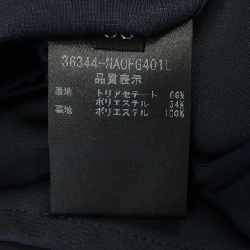 36344-NA0FG401L
品質表示
表地 トリアセテート 66%
ポリエステル 34%
裏地 ポリエステル 100%